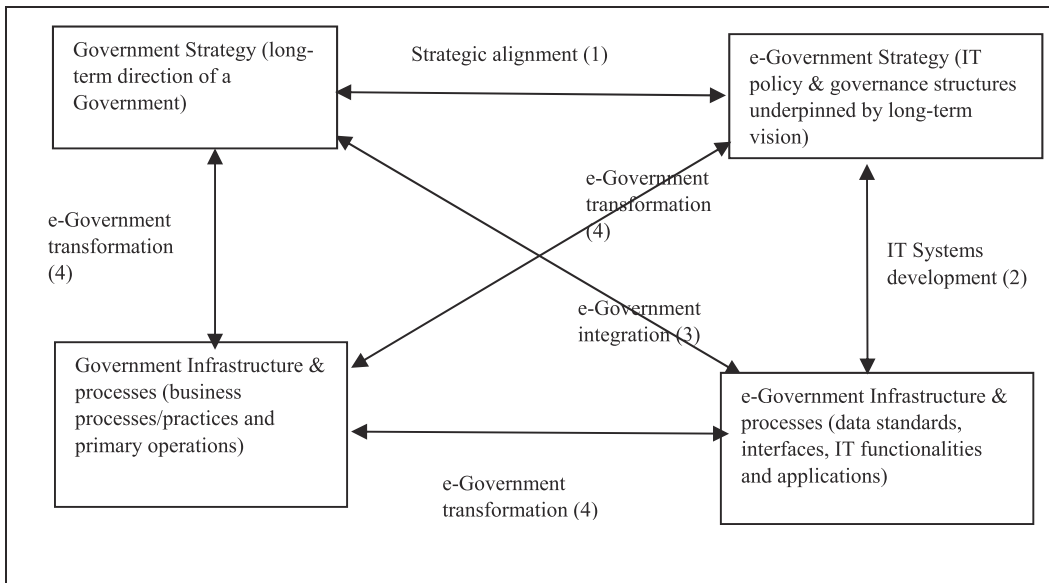 Government Strategy (long-
term direction of a
Government)
Strategic alignment (1)
e-Government Strategy (IT
policy & governance structures
underpinned by long-term
vision)
e-Government
transformation
(4)
e-Government
transformation
(4)
IT Systems
development (2)
e-Government
integration (3)
Government Infrastructure &
processes (business
processes/practices and
primary operations)
e-Government Infrastructure &
processes (data standards,
interfaces, IT functionalities
and applications)
e-Government
transformation (4)